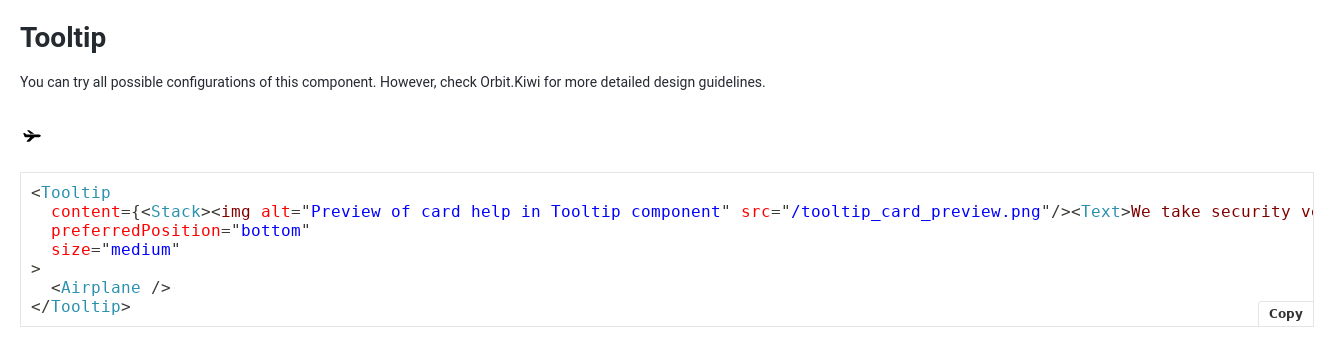 Tooltip
You can try all possible configurations of this component. However, check Orbit.Kiwi for more detailed design guidelines.
<Tooltip
  content={<Stack><img alt="Preview of card help in Tooltip component" src="/tooltip_card_preview.png"/><Text>We take security
  preferredPosition="bottom"
  size="medium"
>
  <Airplane />
</Tooltip>
Copy